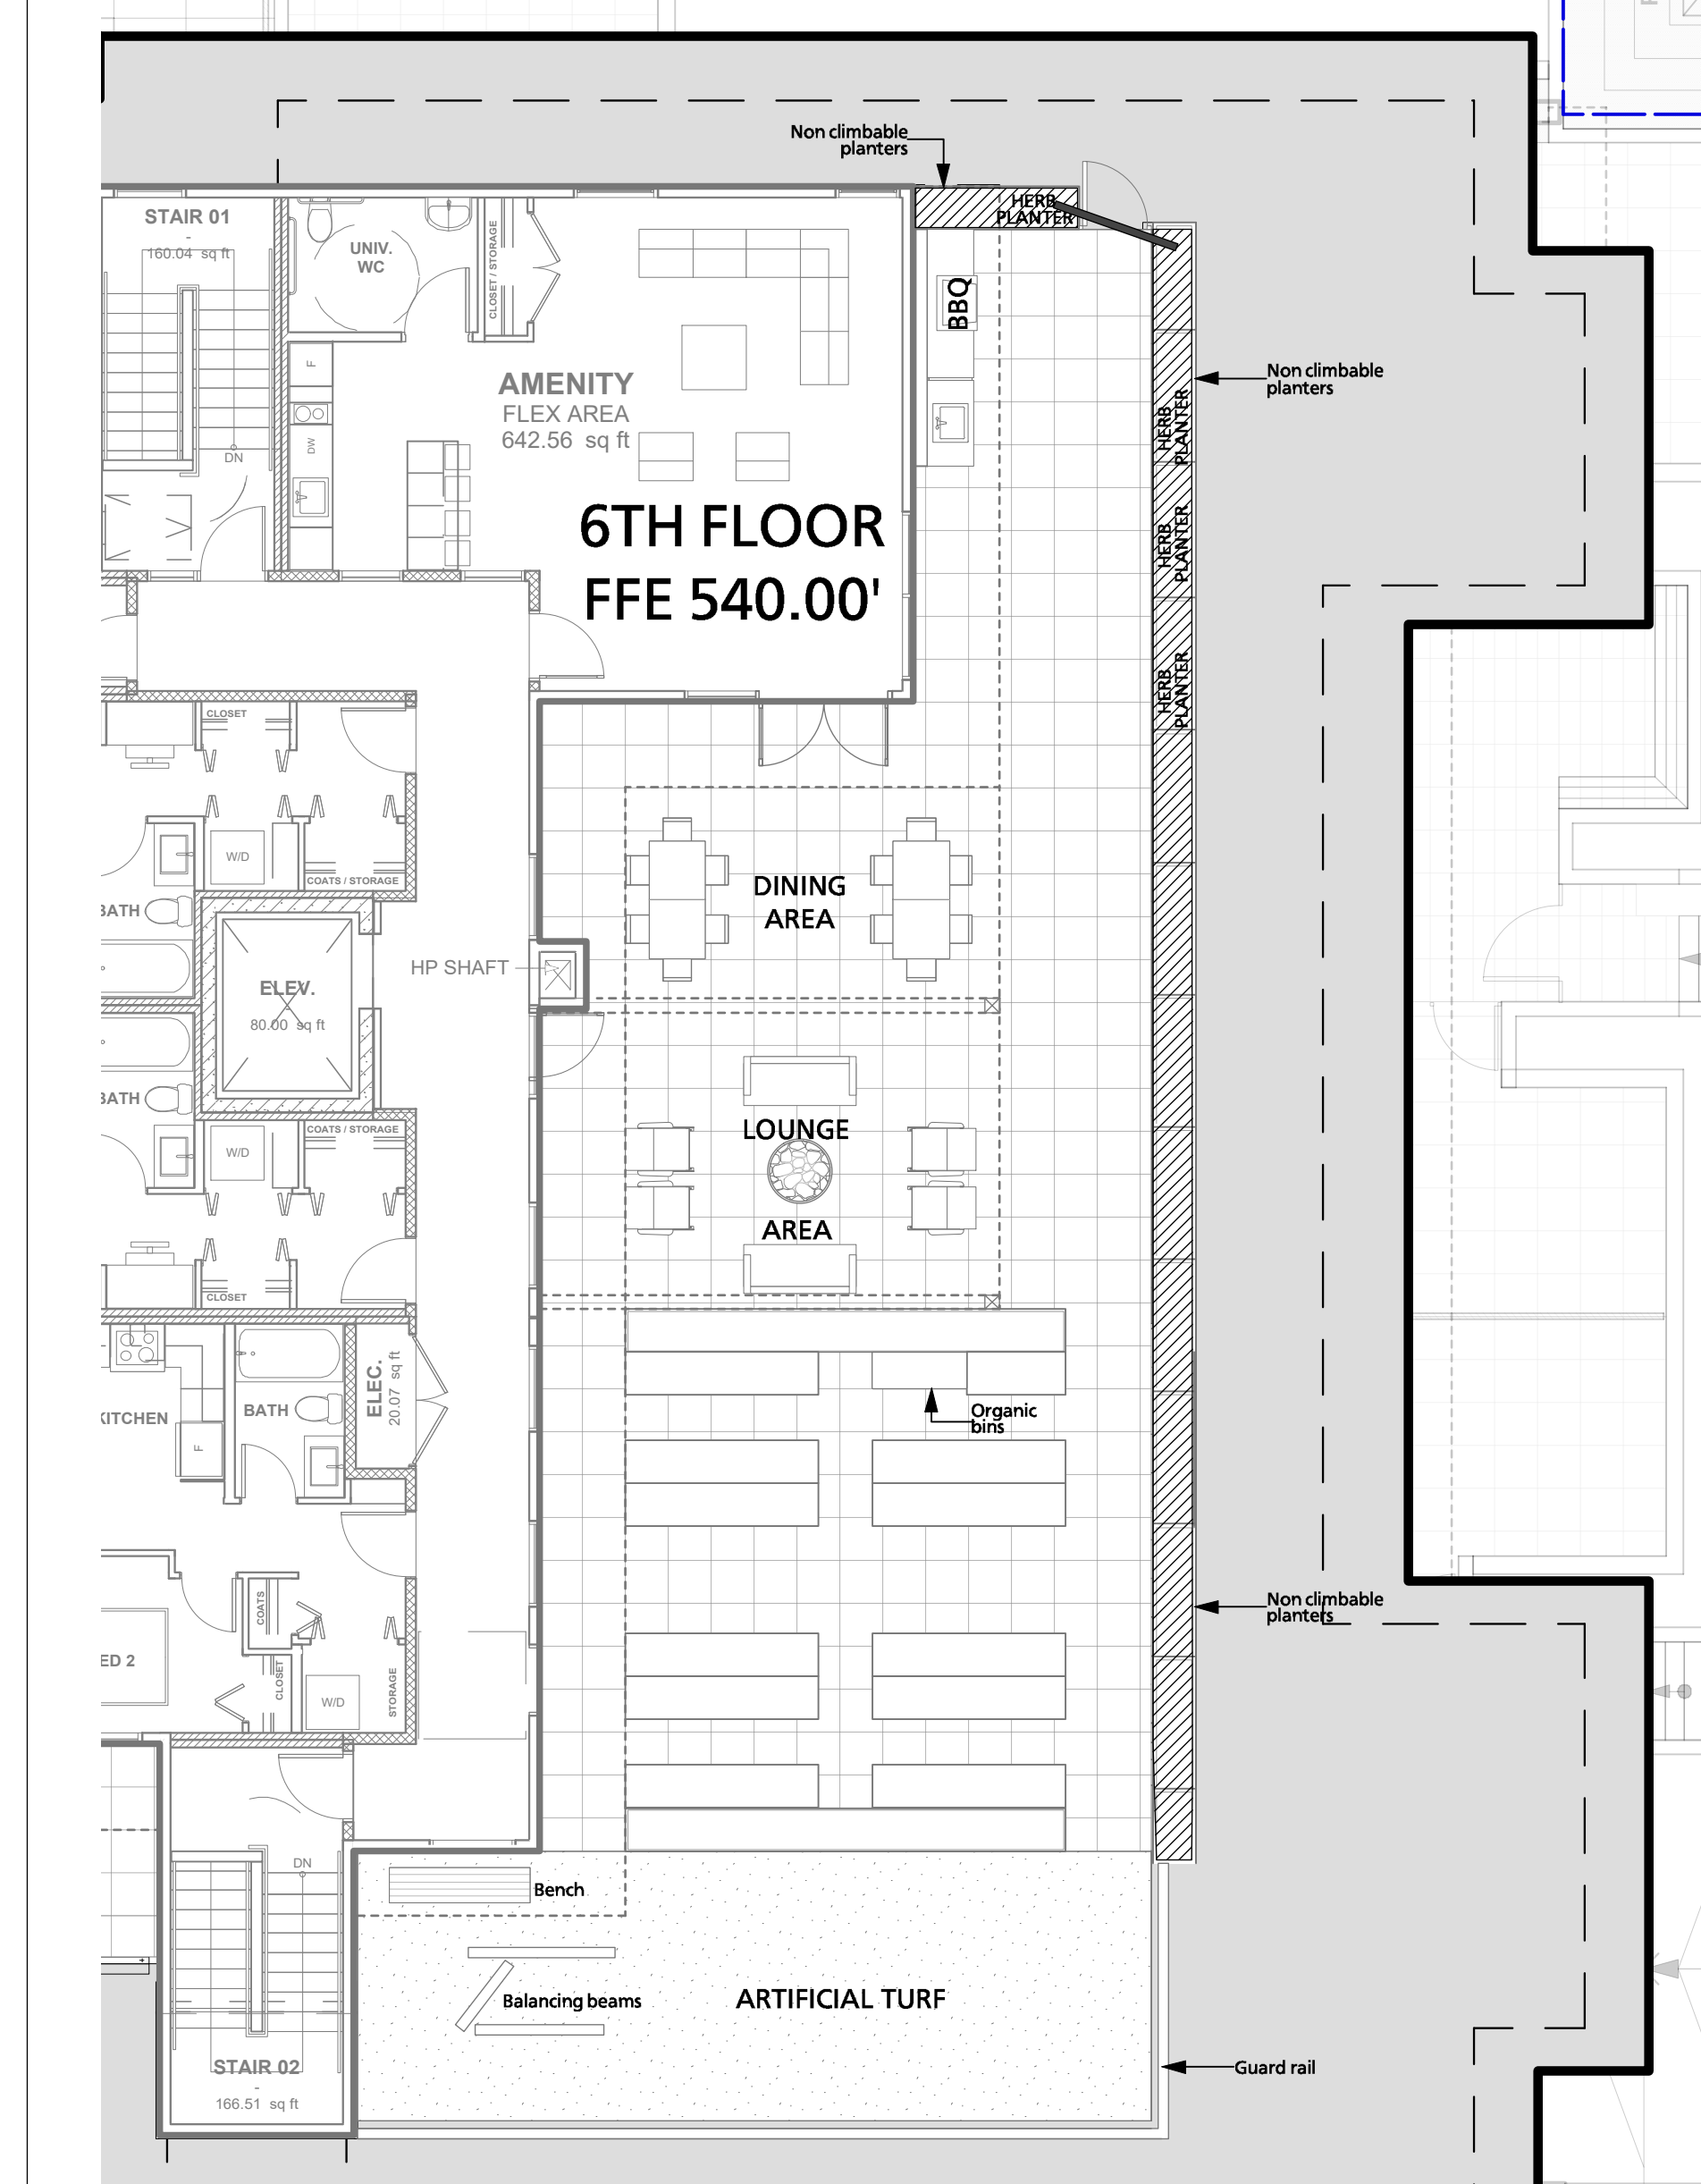 Non climbable
planters
STAIR 01
-
160.04 sq ft
UNIV.
WC
CLOSET / STORAGE
HERB
PLANTER
BBQ
F
AMENITY
FLEX AREA
642.56 sq ft
DW
DN
Non climbable
planters
HERB
PLANTER
HERB
PLANTER
HERB
PLANTER
6TH FLOOR
FFE 540.00'
CLOSET
W/D
COATS / STORAGE
BATH
DINING
AREA
HP SHAFT
ELEV.
80.00 sq ft
BATH
COATS / STORAGE
W/D
LOUNGE
AREA
CLOSET
ELEC.
20.07 sq ft
KITCHEN
BATH
F
Organic
bins
COATS
Non climbable
planters
ED 2
CLOSET
W/D
STORAGE
DN
Bench
Balancing beams
ARTIFICIAL TURF
STAIR 02
-
166.51 sq ft
Guard rail